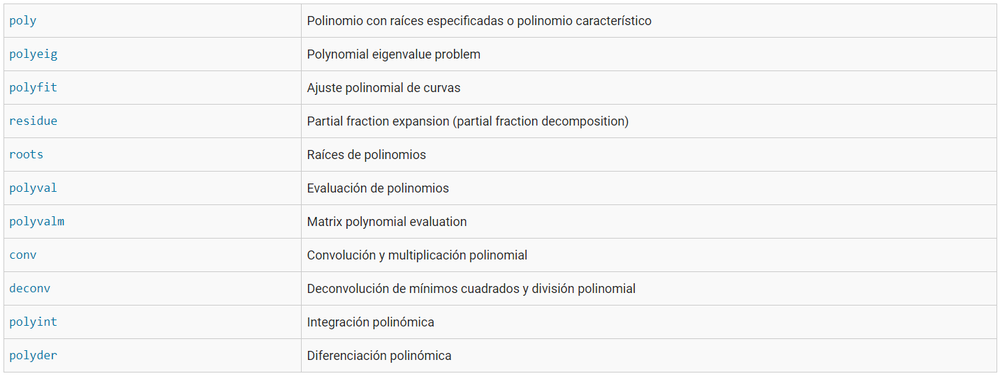 poly Polinomio con raíces especificadas o polinomio característico
polyeig Polynomial eigenvalue problem
polyfit Ajuste polinomial de curvas
residue Partial fraction expansion (partial fraction decomposition)
roots Raíces de polinomios
polyval Evaluación de polinomios
polyvalm Matrix polynomial evaluation
conv Convolución y multiplicación polinomial
deconv Deconvolución de mínimos cuadrados y división polinomial
polyint Integración polinómica
polyder Diferenciación polinómica